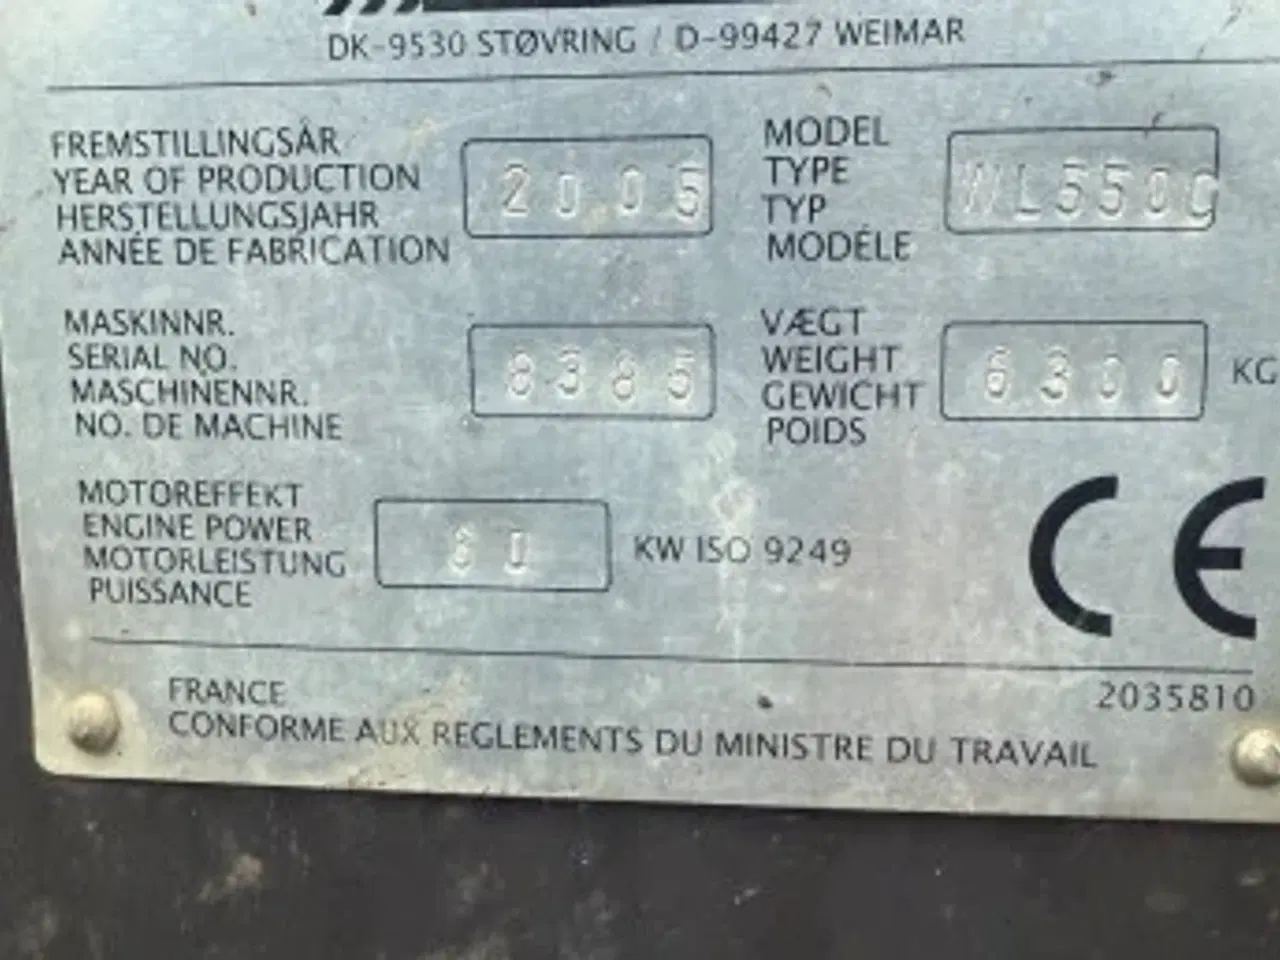 DK-9530 STØVRING / D-99427 WEIMAR
FREMSTILLINGSÅR
YEAR OF PRODUCTION
HERSTELLUNGSJAHR
ANNÉE DE FABRICATION
2005
MODEL
TYPE
TYP
MODÉLE
WL550C
MASKINNR.
SERIAL NO.
MASCHINENNR.
NO. DE MACHINE
8385
VÆGT
WEIGHT
GEWICHT
POIDS
6300
KG
MOTOREFFEKT
ENGINE POWER
MOTORLEISTUNG
PUISSANCE
KW ISO 9249
CE
FRANCE
CONFORME AUX REGLEMENTS DU MINISTRE DU TRAVAIL
2035810